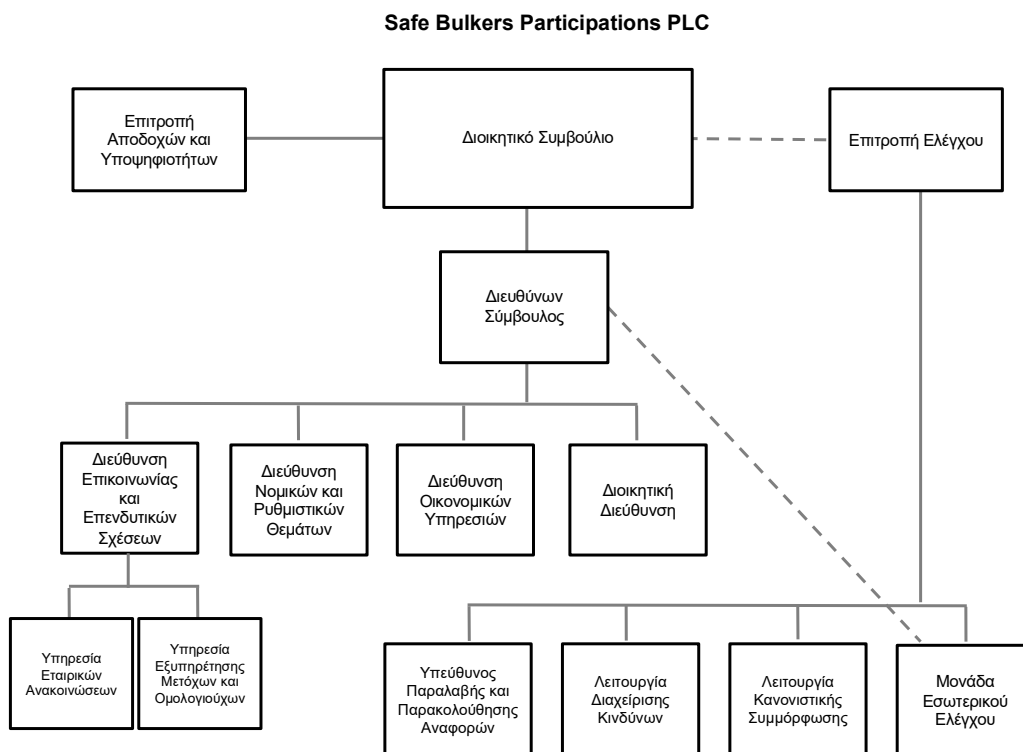 Safe Bulkers Participations PLC
Επιτροπή
Αποδοχών και
Υποψηφιοτήτων
Διοικητικό Συμβούλιο
Επιτροπή Ελέγχου
Διευθύνων
Σύμβουλος
Διεύθυνση
Επικοινωνίας
και
Επενδυτικών
Σχέσεων
Διεύθυνση
Νομικών και
Ρυθμιστικών
Θεμάτων
Διεύθυνση
Οικονομικών
Υπηρεσιών
Διοικητική
Διεύθυνση
Υπηρεσία
Εταιρικών
Ανακοινώσεων
Υπηρεσία
Εξυπηρέτησης
Μετόχων και
Ομολογιούχων
Υπεύθυνος
Παραλαβής και
Παρακολούθησης
Αναφορών
Λειτουργία
Διαχείρισης
Κινδύνων
Λειτουργία
Κανονιστικής
Συμμόρφωσης
Μονάδα
Εσωτερικού
Ελέγχου